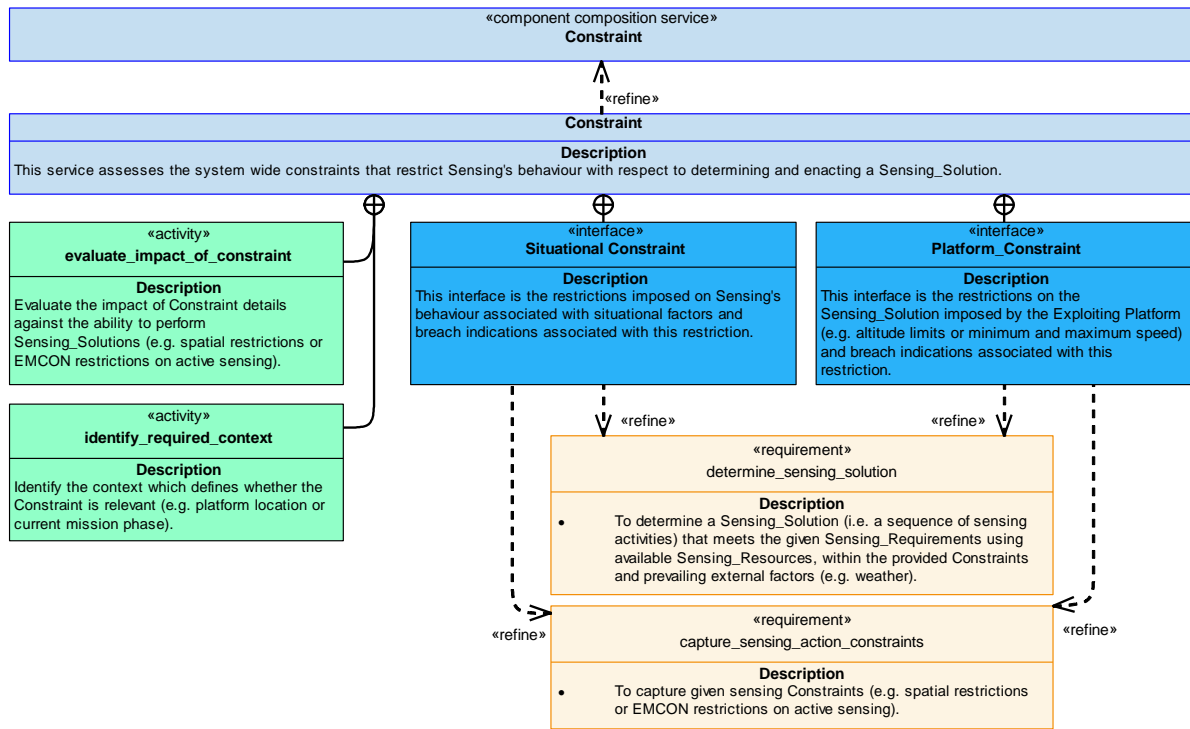 «component composition service»
Constraint
«refine»
Constraint
Description
This service assesses the system wide constraints that restrict Sensing's behaviour with respect to determining and enacting a Sensing_Solution.
«activity»
evaluate_impact_of_constraint
Description
Evaluate the impact of Constraint details
against the ability to perform
Sensing_Solutions (e.g. spatial restrictions or
EMCON restrictions on active sensing).
«interface»
Situational Constraint
Description
This interface is the restrictions imposed on Sensing's
behaviour associated with situational factors and
breach indications associated with this restriction.
«interface»
Platform_Constraint
Description
This interface is the restrictions on the
Sensing_Solution imposed by the Exploiting Platform
(e.g. altitude limits or minimum and maximum speed)
and breach indications associated with this
restriction.
«activity»
identify_required_context
Description
Identify the context which defines whether the
Constraint is relevant (e.g. platform location or
current mission phase).
«refine»
«refine»
«requirement»
determine_sensing_solution
Description
• To determine a Sensing_Solution (i.e. a sequence of sensing
activities) that meets the given Sensing_Requirements using
available Sensing_Resources, within the provided Constraints
and prevailing external factors (e.g. weather).
«refine»
«refine»
«requirement»
capture_sensing_action_constraints
Description
• To capture given sensing Constraints (e.g. spatial restrictions
or EMCON restrictions on active sensing).